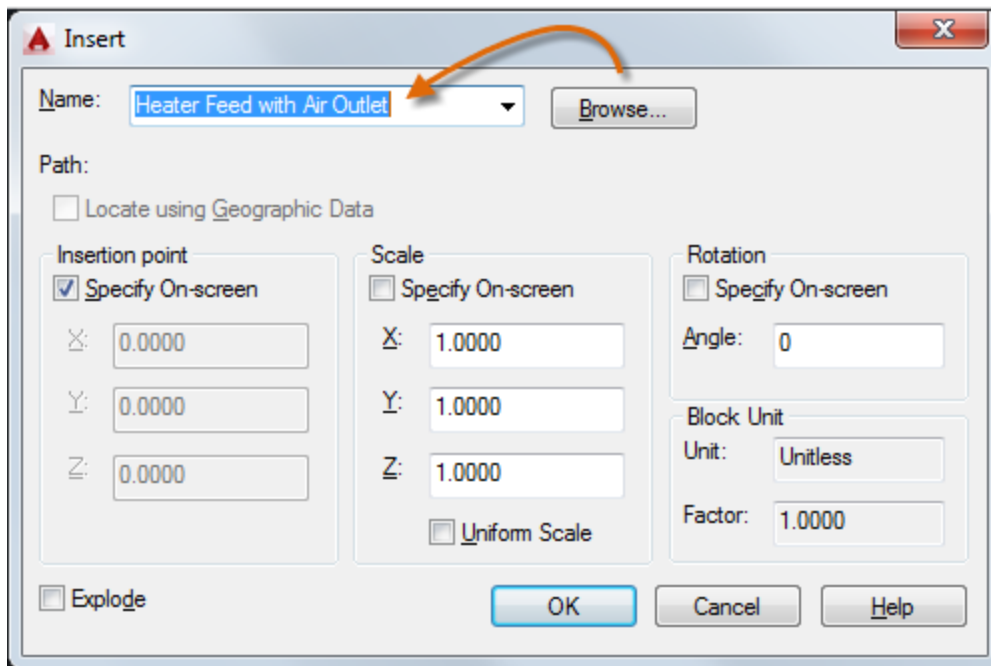 Insert
Name: Heater Feed with Air Outlet Browse...
Path:
Locate using Geographic Data
Insertion point
Specify On-screen
X: 0.0000
Y: 0.0000
Z: 0.0000
Scale
Specify On-screen
X: 1.0000
Y: 1.0000
Z: 1.0000
Uniform Scale
Rotation
Specify On-screen
Angle: 0
Block Unit
Unit: Unitless
Factor: 1.0000
Explode
OK Cancel Help